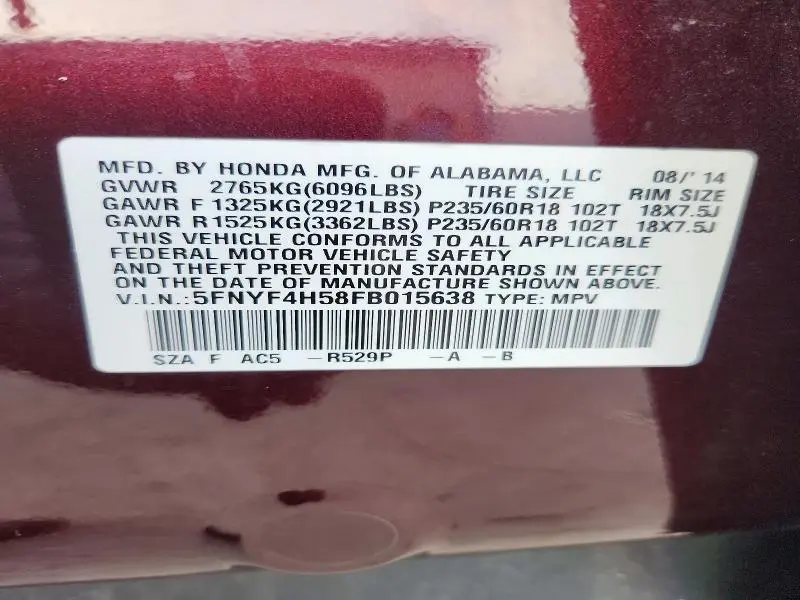 MFD. BY HONDA MFG. OF ALABAMA, LLC 08/'14
GVWR 2765KG(6096LBS) TIRE SIZE RIM SIZE
GAWR F 1325KG(2921LBS) P235/60R18 102T 18X7.5J
GAWR R 1525KG(3362LBS) P235/60R18 102T 18X7.5J
THIS VEHICLE CONFORMS TO ALL APPLICABLE
FEDERAL MOTOR VEHICLE SAFETY
AND THEFT PREVENTION STANDARDS IN EFFECT
ON THE DATE OF MANUFACTURE SHOWN ABOVE.
V.I.N.:5FNYF4H58FB015638 TYPE: MPV
SZA F AC5 -R529P -A -B